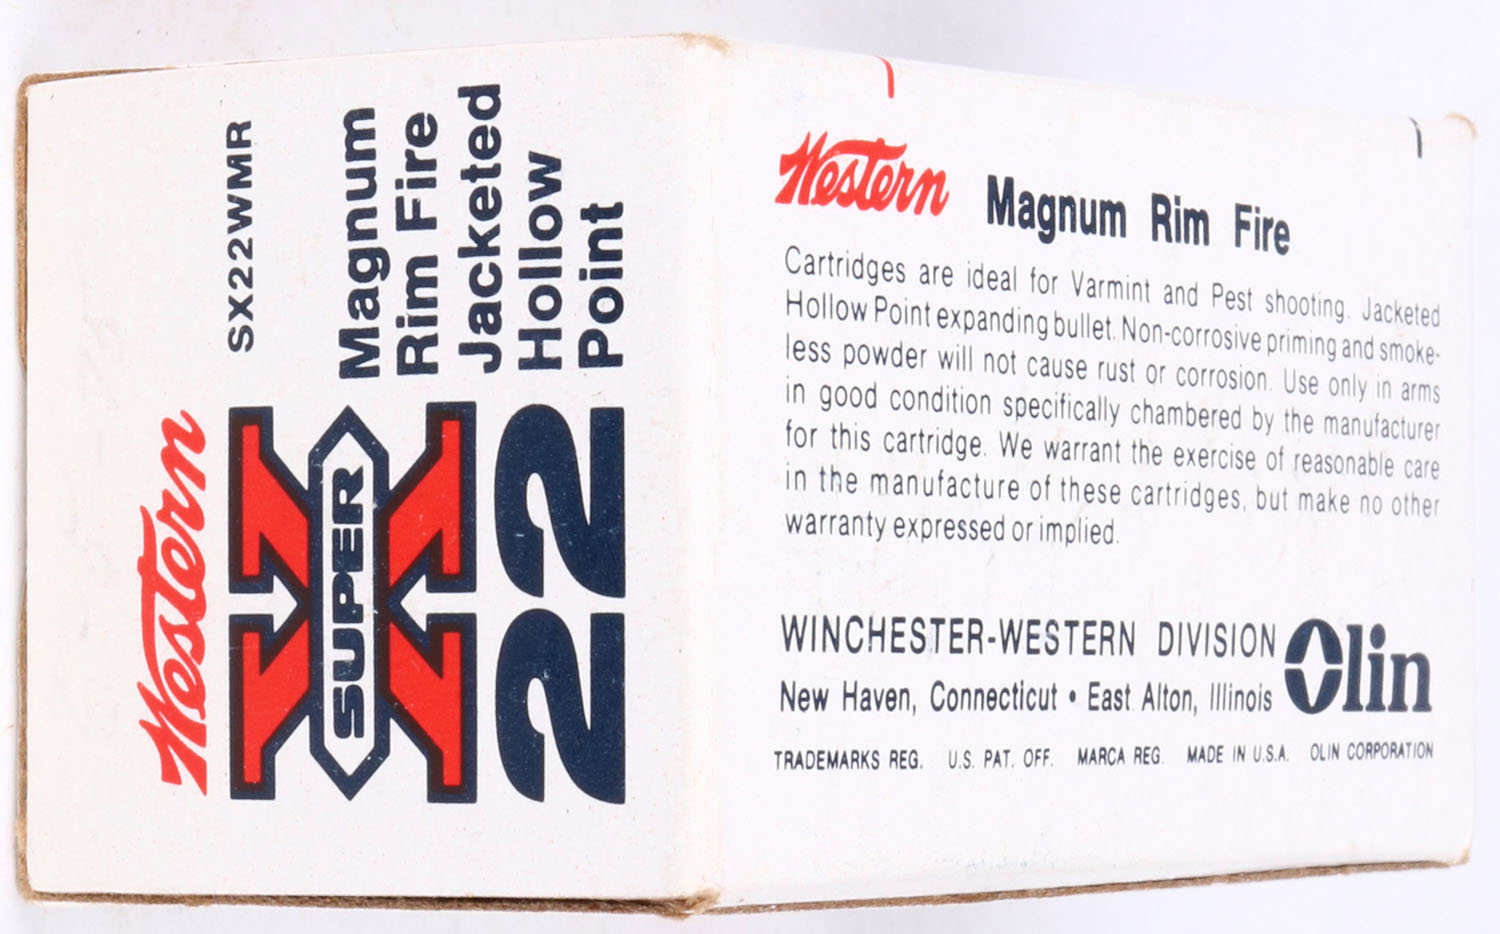 Western
SUPER
X
22
SX22WMR
Magnum
Rim Fire
Jacketed
Hollow
Point
Western Magnum Rim Fire
Cartridges are ideal for Varmint and Pest shooting. Jacketed
Hollow Point expanding bullet. Non-corrosive priming and smoke-
less powder will not cause rust or corrosion. Use only in arms
in good condition specifically chambered by the manufacturer
for this cartridge. We warrant the exercise of reasonable care
in the manufacture of these cartridges, but make no other
warranty expressed or implied.
WINCHESTER-WESTERN DIVISION Olin
New Haven, Connecticut • East Alton, Illinois
TRADEMARKS REG. U.S. PAT. OFF. MARCA REG. MADE IN U.S.A. OLIN CORPORATION